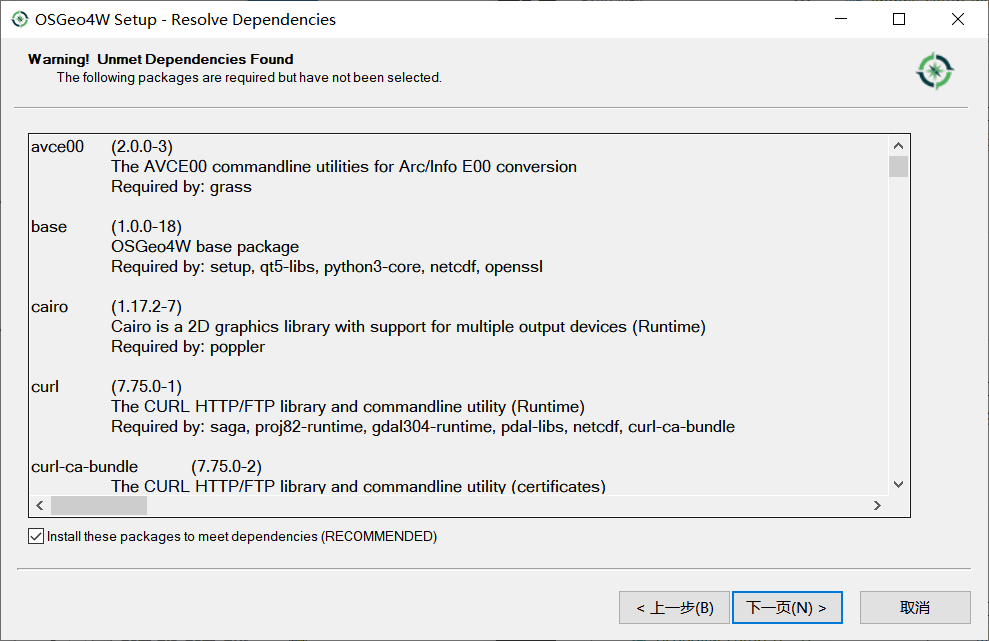 OSGeo4W Setup - Resolve Dependencies
Warning! Unmet Dependencies Found
The following packages are required but have not been selected.
avce00 (2.0.0-3)
The AVCE00 commandline utilities for Arc/Info E00 conversion
Required by: grass
base (1.0.0-18)
OSGeo4W base package
Required by: setup, qt5-libs, python3-core, netcdf, openssl
cairo (1.17.2-7)
Cairo is a 2D graphics library with support for multiple output devices (Runtime)
Required by: poppler
curl (7.75.0-1)
The CURL HTTP/FTP library and commandline utility (Runtime)
Required by: saga, proj82-runtime, gdal304-runtime, pdal-libs, netcdf, curl-ca-bundle
curl-ca-bundle (7.75.0-2)
The CURL HTTP/FTP library and commandline utility (certificates)
Install these packages to meet dependencies (RECOMMENDED)
< 上一步(B) 下一页(N) > 取消